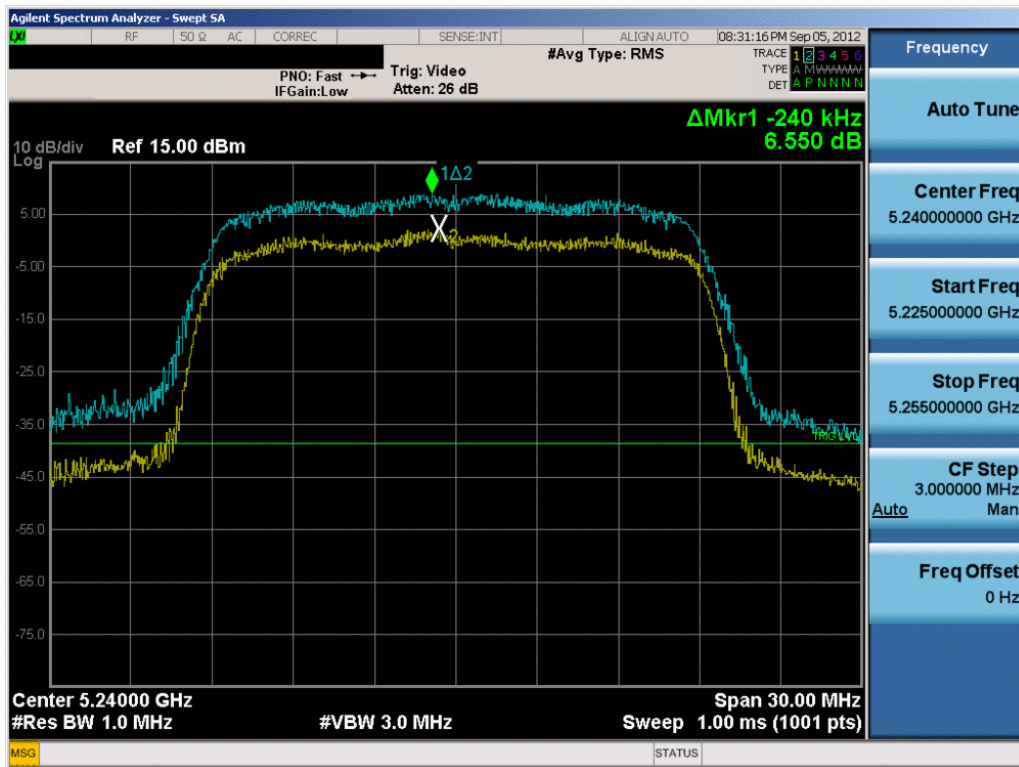 Agilent Spectrum Analyzer - Swept SA
LXI RF 50 Ω AC CORREC SENSE:INT ALIGN AUTO 08:31:16 PM Sep 05, 2012
#Avg Type: RMS
TRACE 1 2 3 4 5 6
PNO: Fast Trig: Video
TYPE A M W W W W
IFGain:Low Atten: 26 dB
DET A P N N N N
ΔMkr1 -240 kHz
6.550 dB
10 dB/div Ref 15.00 dBm
Log
1Δ2
5.00
2
-5.00
-15.0
-25.0
-35.0
TRIG LVL
-45.0
-55.0
-65.0
-75.0
Center 5.24000 GHz Span 30.00 MHz
#Res BW 1.0 MHz #VBW 3.0 MHz Sweep 1.00 ms (1001 pts)
MSG STATUS
Frequency
Auto Tune
Center Freq
5.240000000 GHz
Start Freq
5.225000000 GHz
Stop Freq
5.255000000 GHz
CF Step
3.000000 MHz
Auto Man
Freq Offset
0 Hz